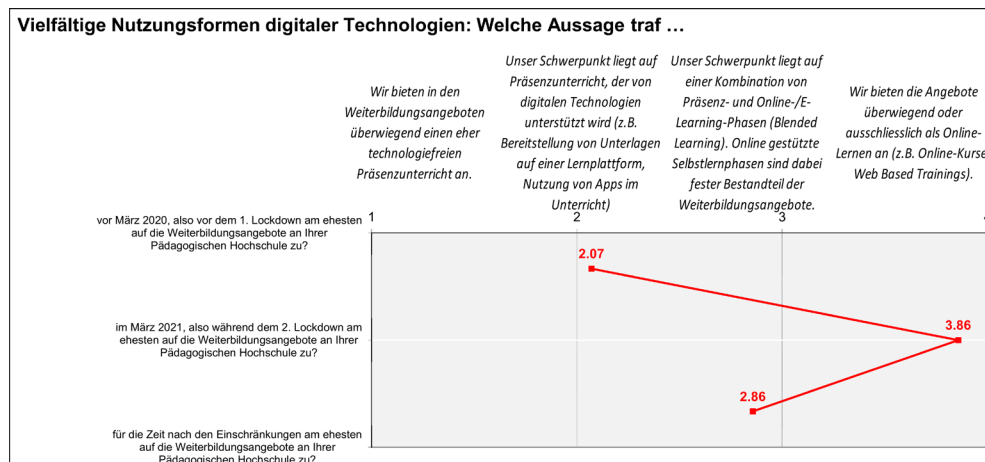 Vielfältige Nutzungsformen digitaler Technologien: Welche Aussage traf …
Wir bieten in den
Weiterbildungsangeboten
überwiegend einen eher
technologiefreien
Präsenzunterricht an.
Unser Schwerpunkt liegt auf
Präsenzunterricht, der von
digitalen Technologien
unterstützt wird (z.B.
Bereitstellung von Unterlagen
auf einer Lernplattform,
Nutzung von Apps im
Unterricht)
Unser Schwerpunkt liegt auf
einer Kombination von
Präsenz- und Online-/E-
Learning-Phasen (Blended
Learning). Online gestützte
Selbstlernphasen sind dabei
fester Bestandteil der
Weiterbildungsangebote.
Wir bieten die Angebote
überwiegend oder
ausschliesslich als Online-
Lernen an (z.B. Online-Kurse
Web Based Trainings).
1
2
3
vor März 2020, also vor dem 1. Lockdown am ehesten
auf die Weiterbildungsangebote an Ihrer
Pädagogischen Hochschule zu?
2.07
im März 2021, also während dem 2. Lockdown am
ehesten auf die Weiterbildungsangebote an Ihrer
Pädagogischen Hochschule zu?
3.86
2.86
für die Zeit nach den Einschränkungen am ehesten
auf die Weiterbildungsangebote an Ihrer
Pädagogischen Hochschule zu?